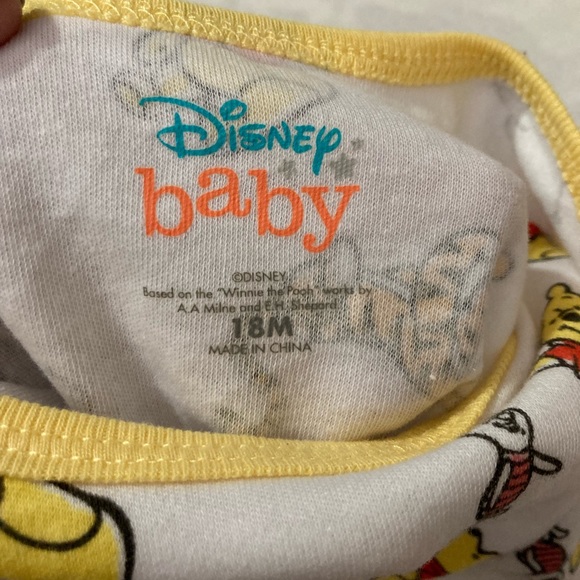 Disney
baby
©DISNEY
Based on the "Winnie the Pooh" works by
A.A Milne and E.H. Shepard
18M
MADE IN CHINA